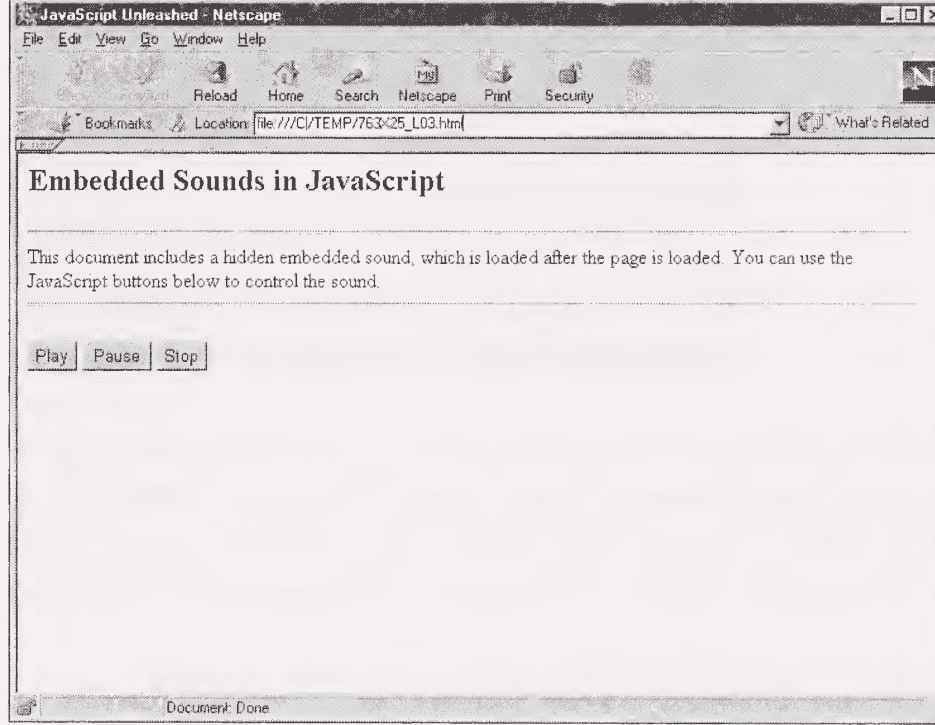 JavaScript Unleashed - Netscape
File Edit View Go Window Help
Reload Home Search Netscape Print Security
Bookmarks Location: file:///C|/TEMP/763x25_L03.html What's Related
Embedded Sounds in JavaScript
This document includes a hidden embedded sound, which is loaded after the page is loaded. You can use the
JavaScript buttons below to control the sound.
Play Pause Stop
Document: Done